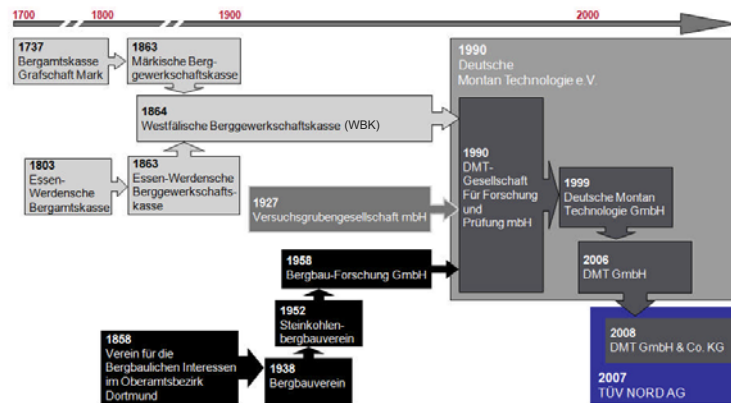 1700
1800
1900
2000
1737
Bergamtskasse
Grafschaft Mark
1863
Märkische Berg-
gewerkschaftskasse
1990
Deutsche
Montan Technologie e.V.
1864
Westfälische Berggewerkschaftskasse (WBK)
1803
Essen-
Werdensche
Bergamtskasse
1863
Essen-Werdensche
Berggewerkschafts-
kasse
1990
DMT-
Gesellschaft
Für Forschung
und
Prüfung mbH
1927
Versuchsgrubengesellschaft mbH
1999
Deutsche Montan
Technologie GmbH
1958
Bergbau-Forschung GmbH
2006
DMT GmbH
1952
Steinkohlen-
bergbauverein
1858
Verein für die
Bergbaulichen Interessen
im Oberamtsbezirk
Dortmund
1938
Bergbauverein
2008
DMT GmbH & Co. KG
2007
TÜV NORD AG